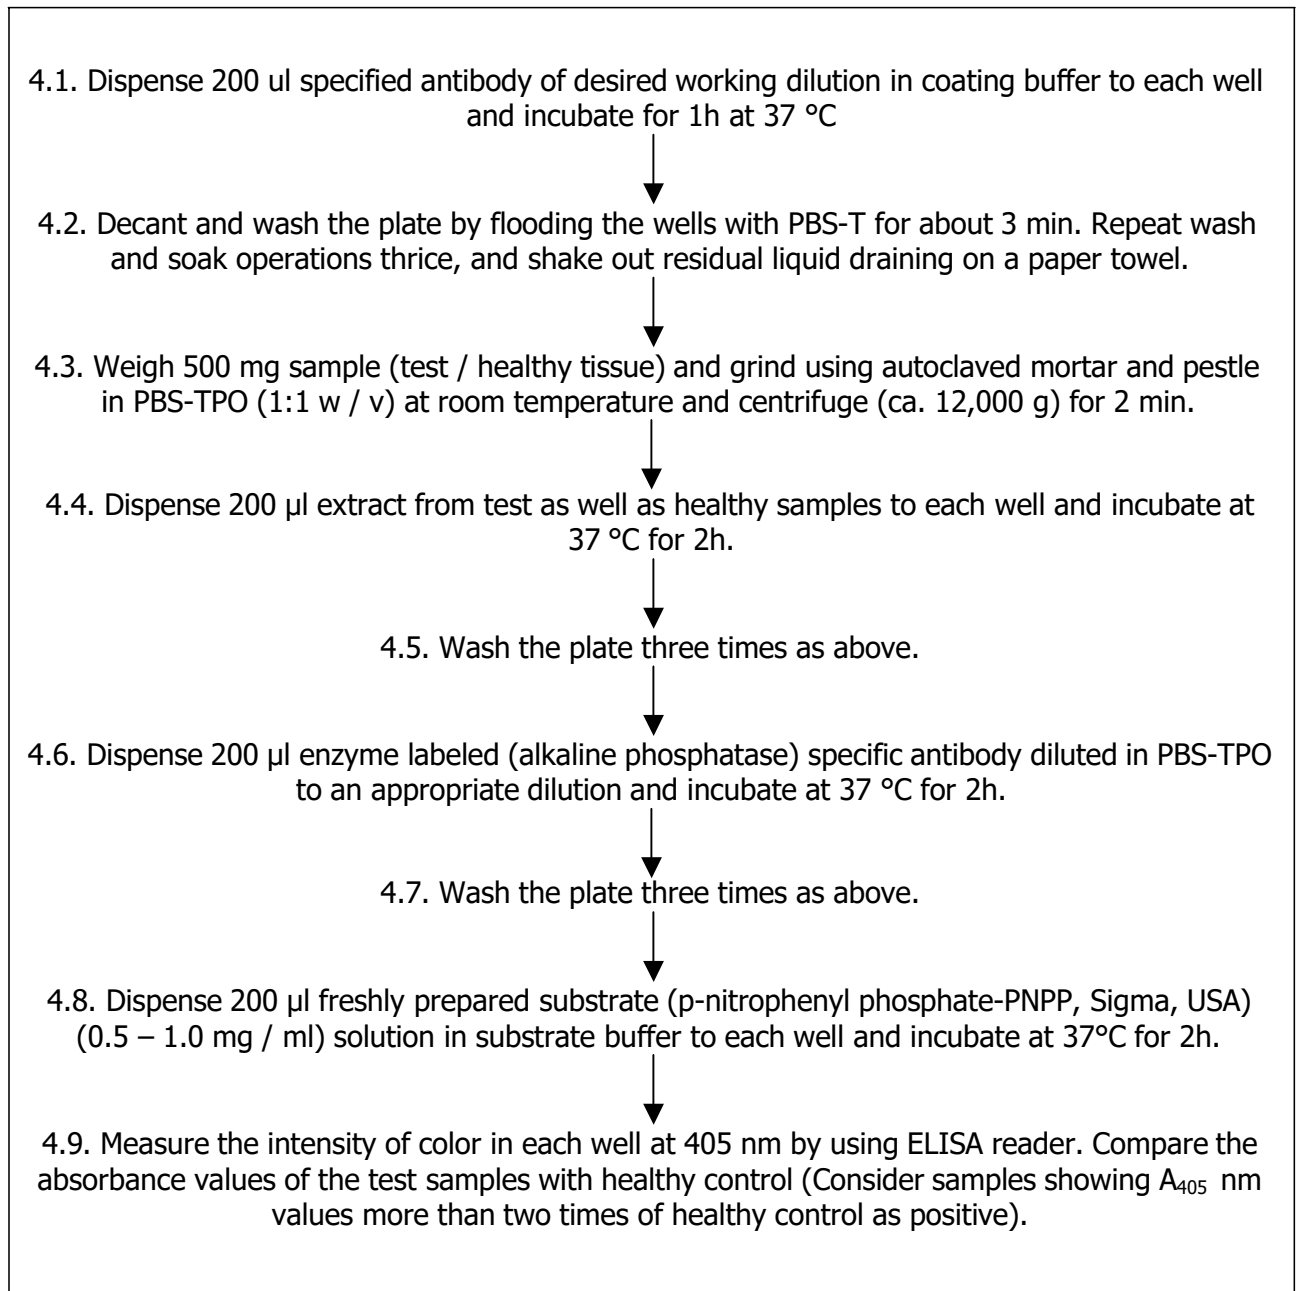 4.1. Dispense 200 ul specified antibody of desired working dilution in coating buffer to each well
and incubate for 1h at 37 °C
4.2. Decant and wash the plate by flooding the wells with PBS-T for about 3 min. Repeat wash
and soak operations thrice, and shake out residual liquid draining on a paper towel.
4.3. Weigh 500 mg sample (test / healthy tissue) and grind using autoclaved mortar and pestle
in PBS-TPO (1:1 w / v) at room temperature and centrifuge (ca. 12,000 g) for 2 min.
4.4. Dispense 200 µl extract from test as well as healthy samples to each well and incubate at
37 °C for 2h.
4.5. Wash the plate three times as above.
4.6. Dispense 200 µl enzyme labeled (alkaline phosphatase) specific antibody diluted in PBS-TPO
to an appropriate dilution and incubate at 37 °C for 2h.
4.7. Wash the plate three times as above.
4.8. Dispense 200 µl freshly prepared substrate (p-nitrophenyl phosphate-PNPP, Sigma, USA)
(0.5 – 1.0 mg / ml) solution in substrate buffer to each well and incubate at 37°C for 2h.
4.9. Measure the intensity of color in each well at 405 nm by using ELISA reader. Compare the
absorbance values of the test samples with healthy control (Consider samples showing A₄₀₅ nm
values more than two times of healthy control as positive).